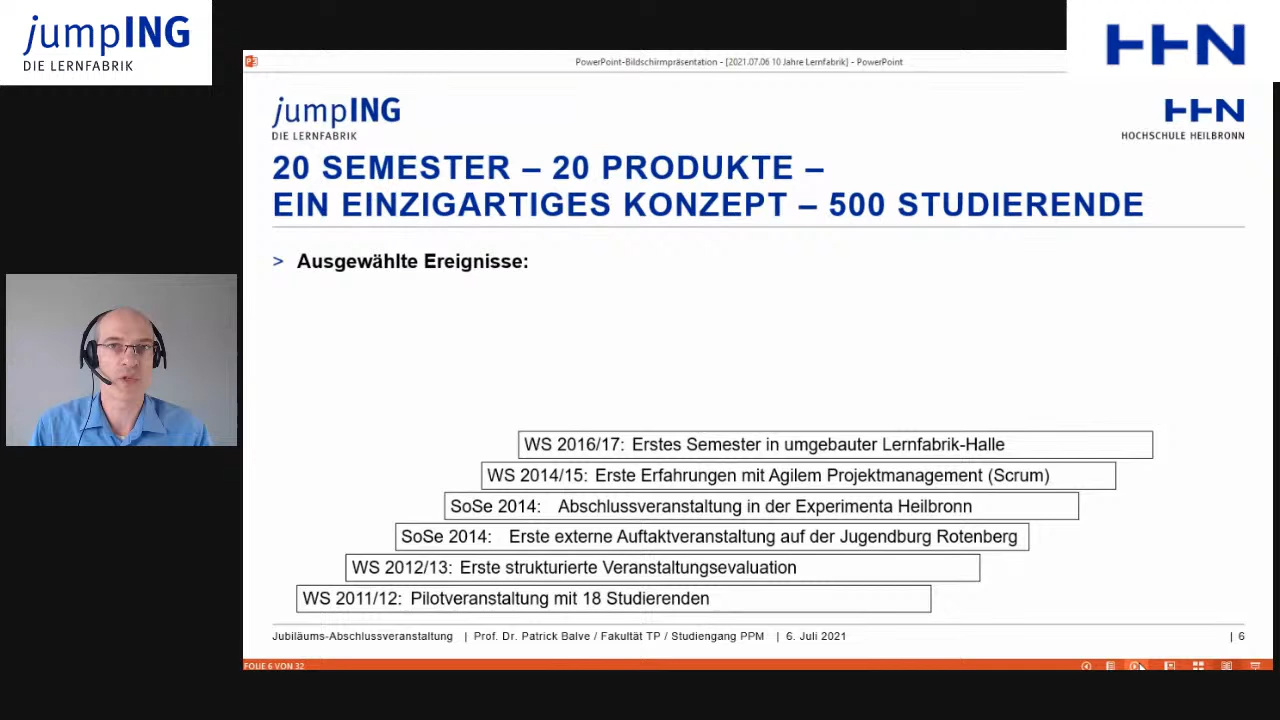 jumpING
DIE LERNFABRIK
HHN
PowerPoint-Bildschirmpräsentation - [2021.07.06 10 Jahre Lernfabrik] - PowerPoint
jumpING
DIE LERNFABRIK
HHN
HOCHSCHULE HEILBRONN
20 SEMESTER – 20 PRODUKTE –
EIN EINZIGARTIGES KONZEPT – 500 STUDIERENDE
> Ausgewählte Ereignisse:
WS 2016/17: Erstes Semester in umgebauter Lernfabrik-Halle
WS 2014/15: Erste Erfahrungen mit Agilem Projektmanagement (Scrum)
SoSe 2014: Abschlussveranstaltung in der Experimenta Heilbronn
SoSe 2014: Erste externe Auftaktveranstaltung auf der Jugendburg Rotenberg
WS 2012/13: Erste strukturierte Veranstaltungsevaluation
WS 2011/12: Pilotveranstaltung mit 18 Studierenden
Jubiläums-Abschlussveranstaltung | Prof. Dr. Patrick Balve / Fakultät TP / Studiengang PPM | 6. Juli 2021 | 6
FOLIE 6 VON 32